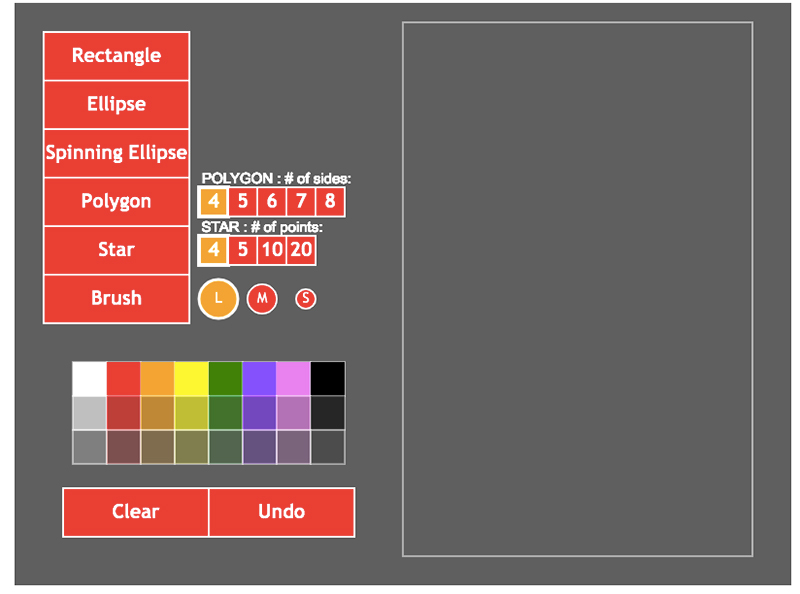 Rectangle
Ellipse
Spinning Ellipse
POLYGON : # of sides:
Polygon
4 5 6 7 8
STAR : # of points:
Star
4 5 10 20
Brush
L M S
Clear
Undo